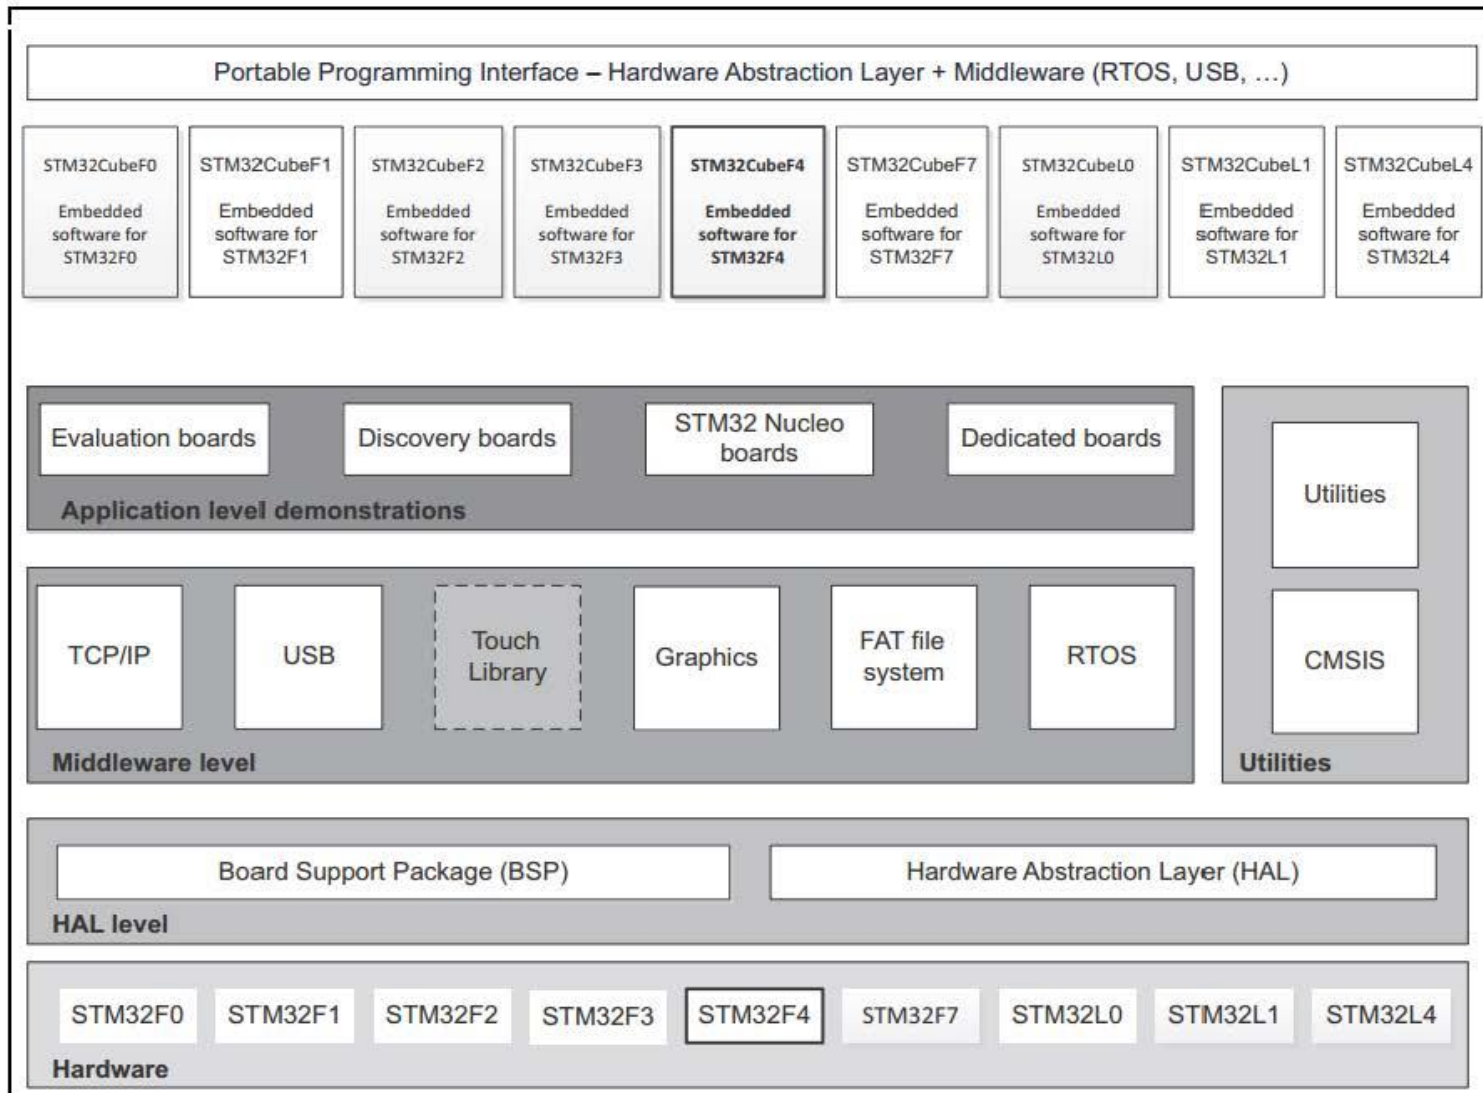 Portable Programming Interface – Hardware Abstraction Layer + Middleware (RTOS, USB, …)
STM32CubeF0
Embedded
software for
STM32F0
STM32CubeF1
Embedded
software for
STM32F1
STM32CubeF2
Embedded
software for
STM32F2
STM32CubeF3
Embedded
software for
STM32F3
STM32CubeF4
Embedded
software for
STM32F4
STM32CubeF7
Embedded
software for
STM32F7
STM32CubeL0
Embedded
software for
STM32L0
STM32CubeL1
Embedded
software for
STM32L1
STM32CubeL4
Embedded
software for
STM32L4
Evaluation boards
Discovery boards
STM32 Nucleo
boards
Dedicated boards
Application level demonstrations
TCP/IP
USB
Touch
Library
Graphics
FAT file
system
RTOS
Middleware level
Utilities
CMSIS
Utilities
Board Support Package (BSP)
Hardware Abstraction Layer (HAL)
HAL level
STM32F0
STM32F1
STM32F2
STM32F3
STM32F4
STM32F7
STM32L0
STM32L1
STM32L4
Hardware